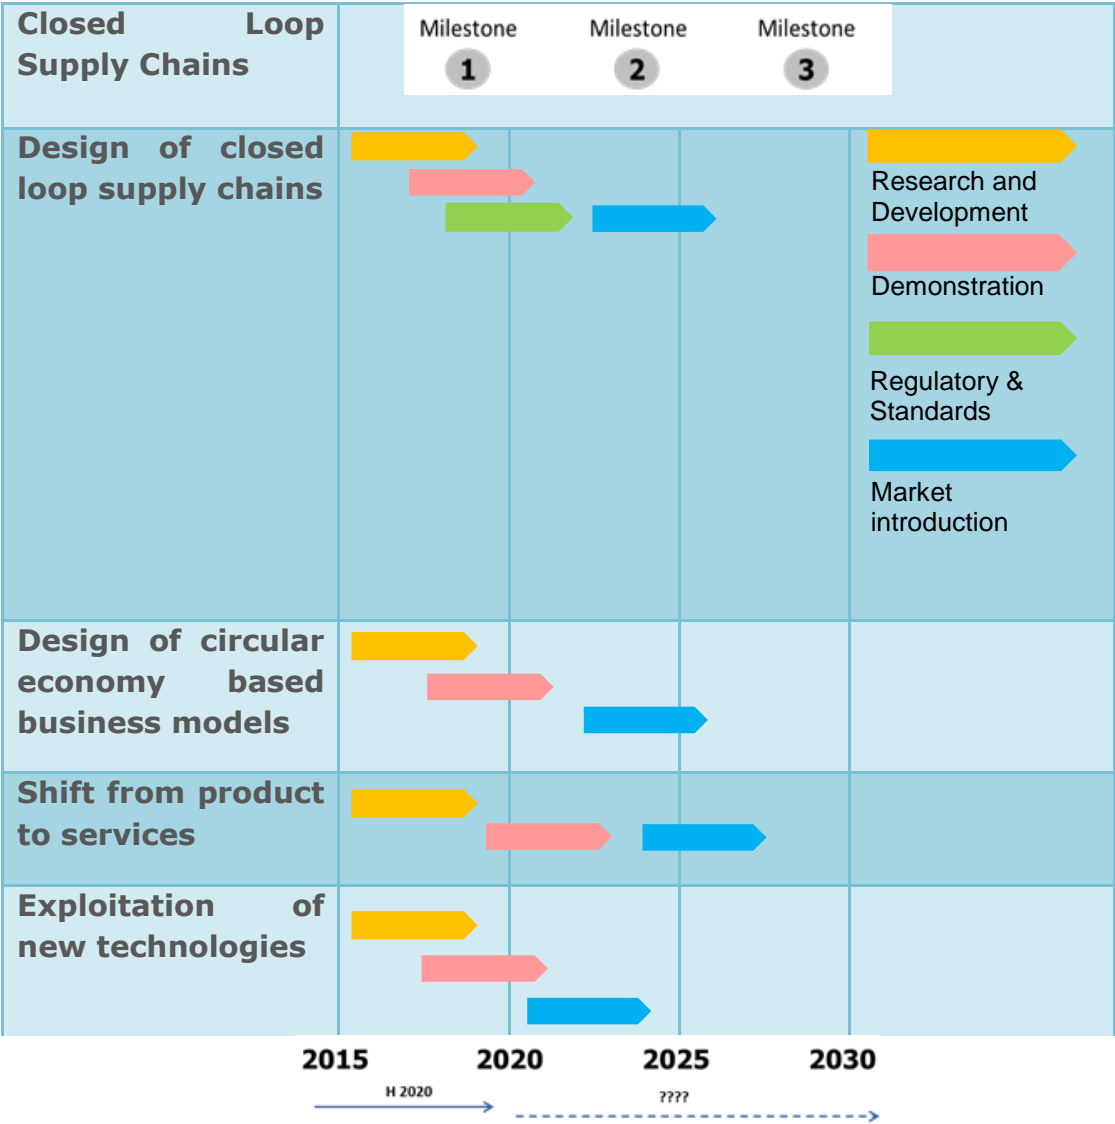 Closed Loop
Supply Chains
Milestone Milestone Milestone
1 2 3
Design of closed
loop supply chains
Research and
Development
Demonstration
Regulatory &
Standards
Market
introduction
Design of circular
economy based
business models
Shift from product
to services
Exploitation of
new technologies
2015 2020 2025 2030
H 2020 ????